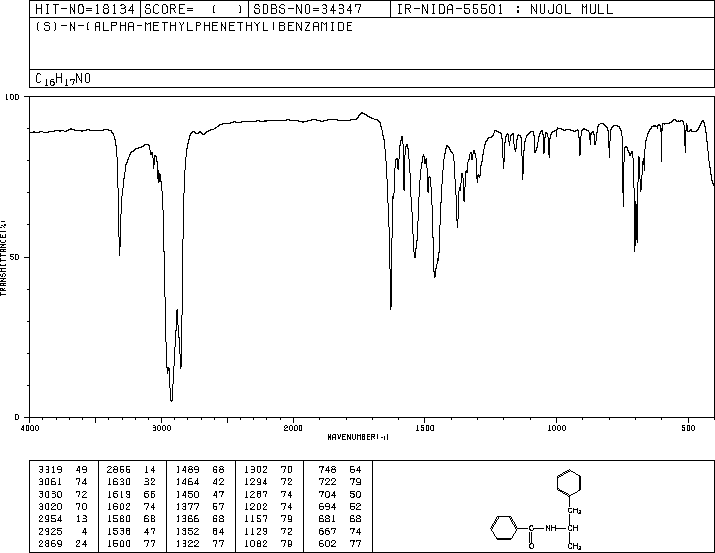 HIT-NO=18134 SCORE= ( ) SDBS-NO=34347 IR-NIDA-55501 : NUJOL MULL
(S)-N-(ALPHA-METHYLPHENETHYL)BENZAMIDE
C16H17NO
100
50
0
TRANSMITTANCE(%)
4000 3000 2000 1500 1000 500
WAVENUMBER(-1)
3319 49 2866 14 1489 68 1302 70 748 64
3061 74 1630 32 1464 42 1294 72 722 79
3030 72 1619 66 1450 47 1287 74 704 50
3020 70 1602 74 1377 57 1202 74 694 52
2954 13 1580 68 1366 68 1157 79 681 68
2925 4 1538 47 1352 84 1129 72 667 74
2869 24 1500 77 1322 77 1082 79 602 77
CH2
C-NH-CH
O CH3